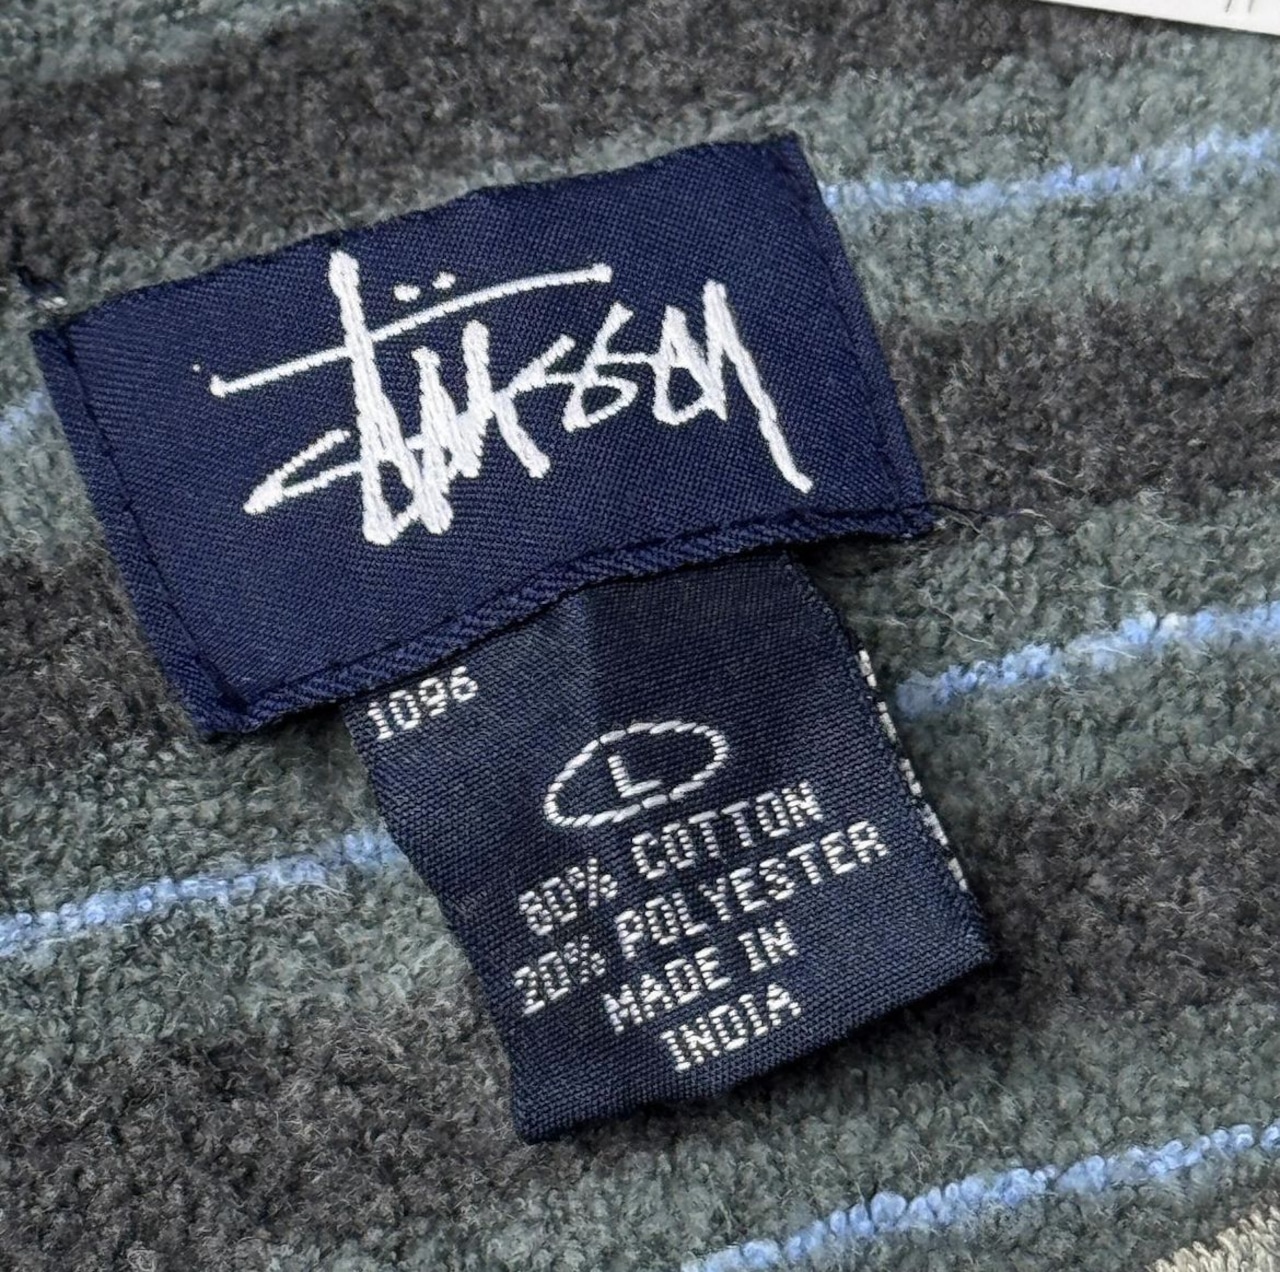 Stüssy
1096
L
80% COTTON
20% POLYESTER
MADE IN
INDIA